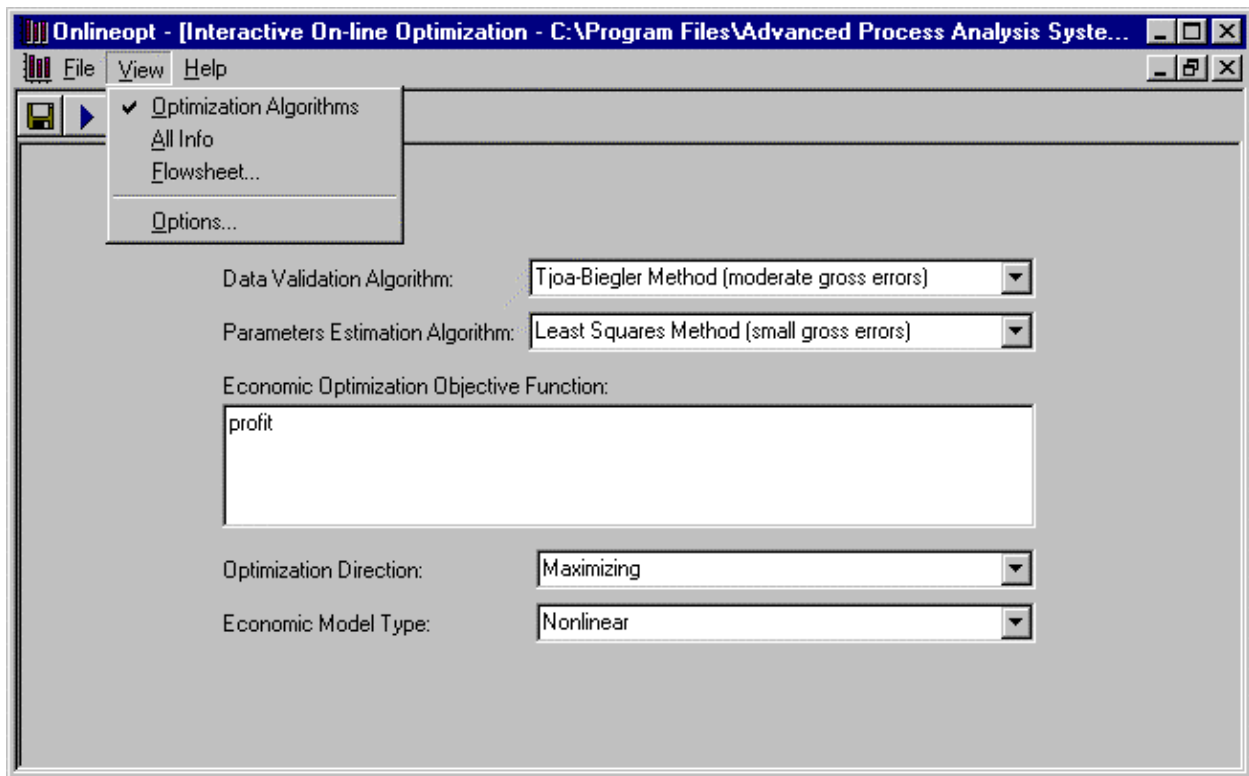 Onlineopt - [Interactive On-line Optimization - C:\Program Files\Advanced Process Analysis Syste...
File View Help
Optimization Algorithms
All Info
Flowsheet...
Options...
Data Validation Algorithm: Tjoa-Biegler Method (moderate gross errors)
Parameters Estimation Algorithm: Least Squares Method (small gross errors)
Economic Optimization Objective Function:
profit
Optimization Direction: Maximizing
Economic Model Type: Nonlinear